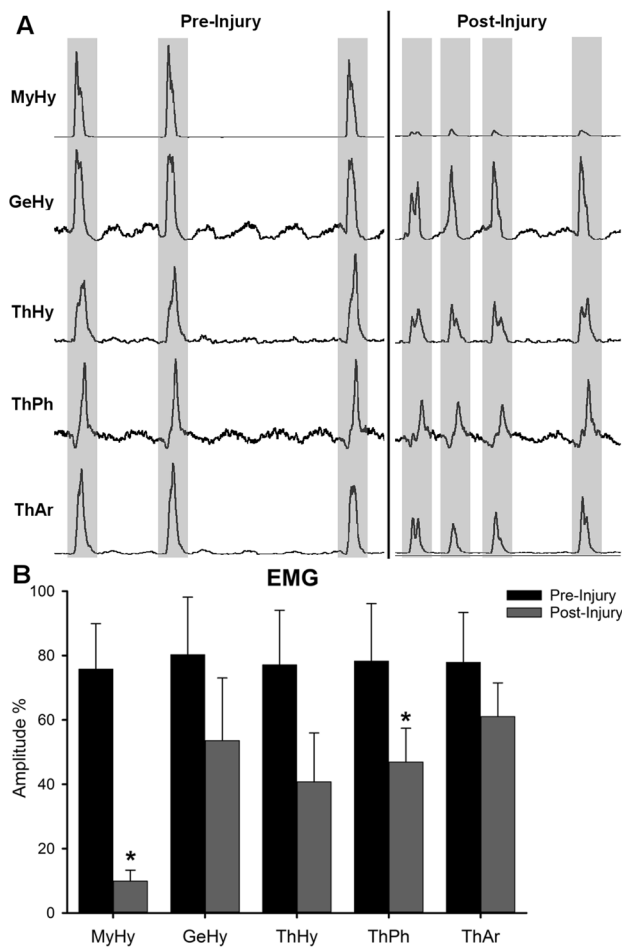 A
Pre-Injury
Post-Injury
MyHy
GeHy
ThHy
ThPh
ThAr
B
EMG
100
80
60
40
20
0
Amplitude %
Pre-Injury
Post-Injury
*
*
MyHy GeHy ThHy ThPh ThAr